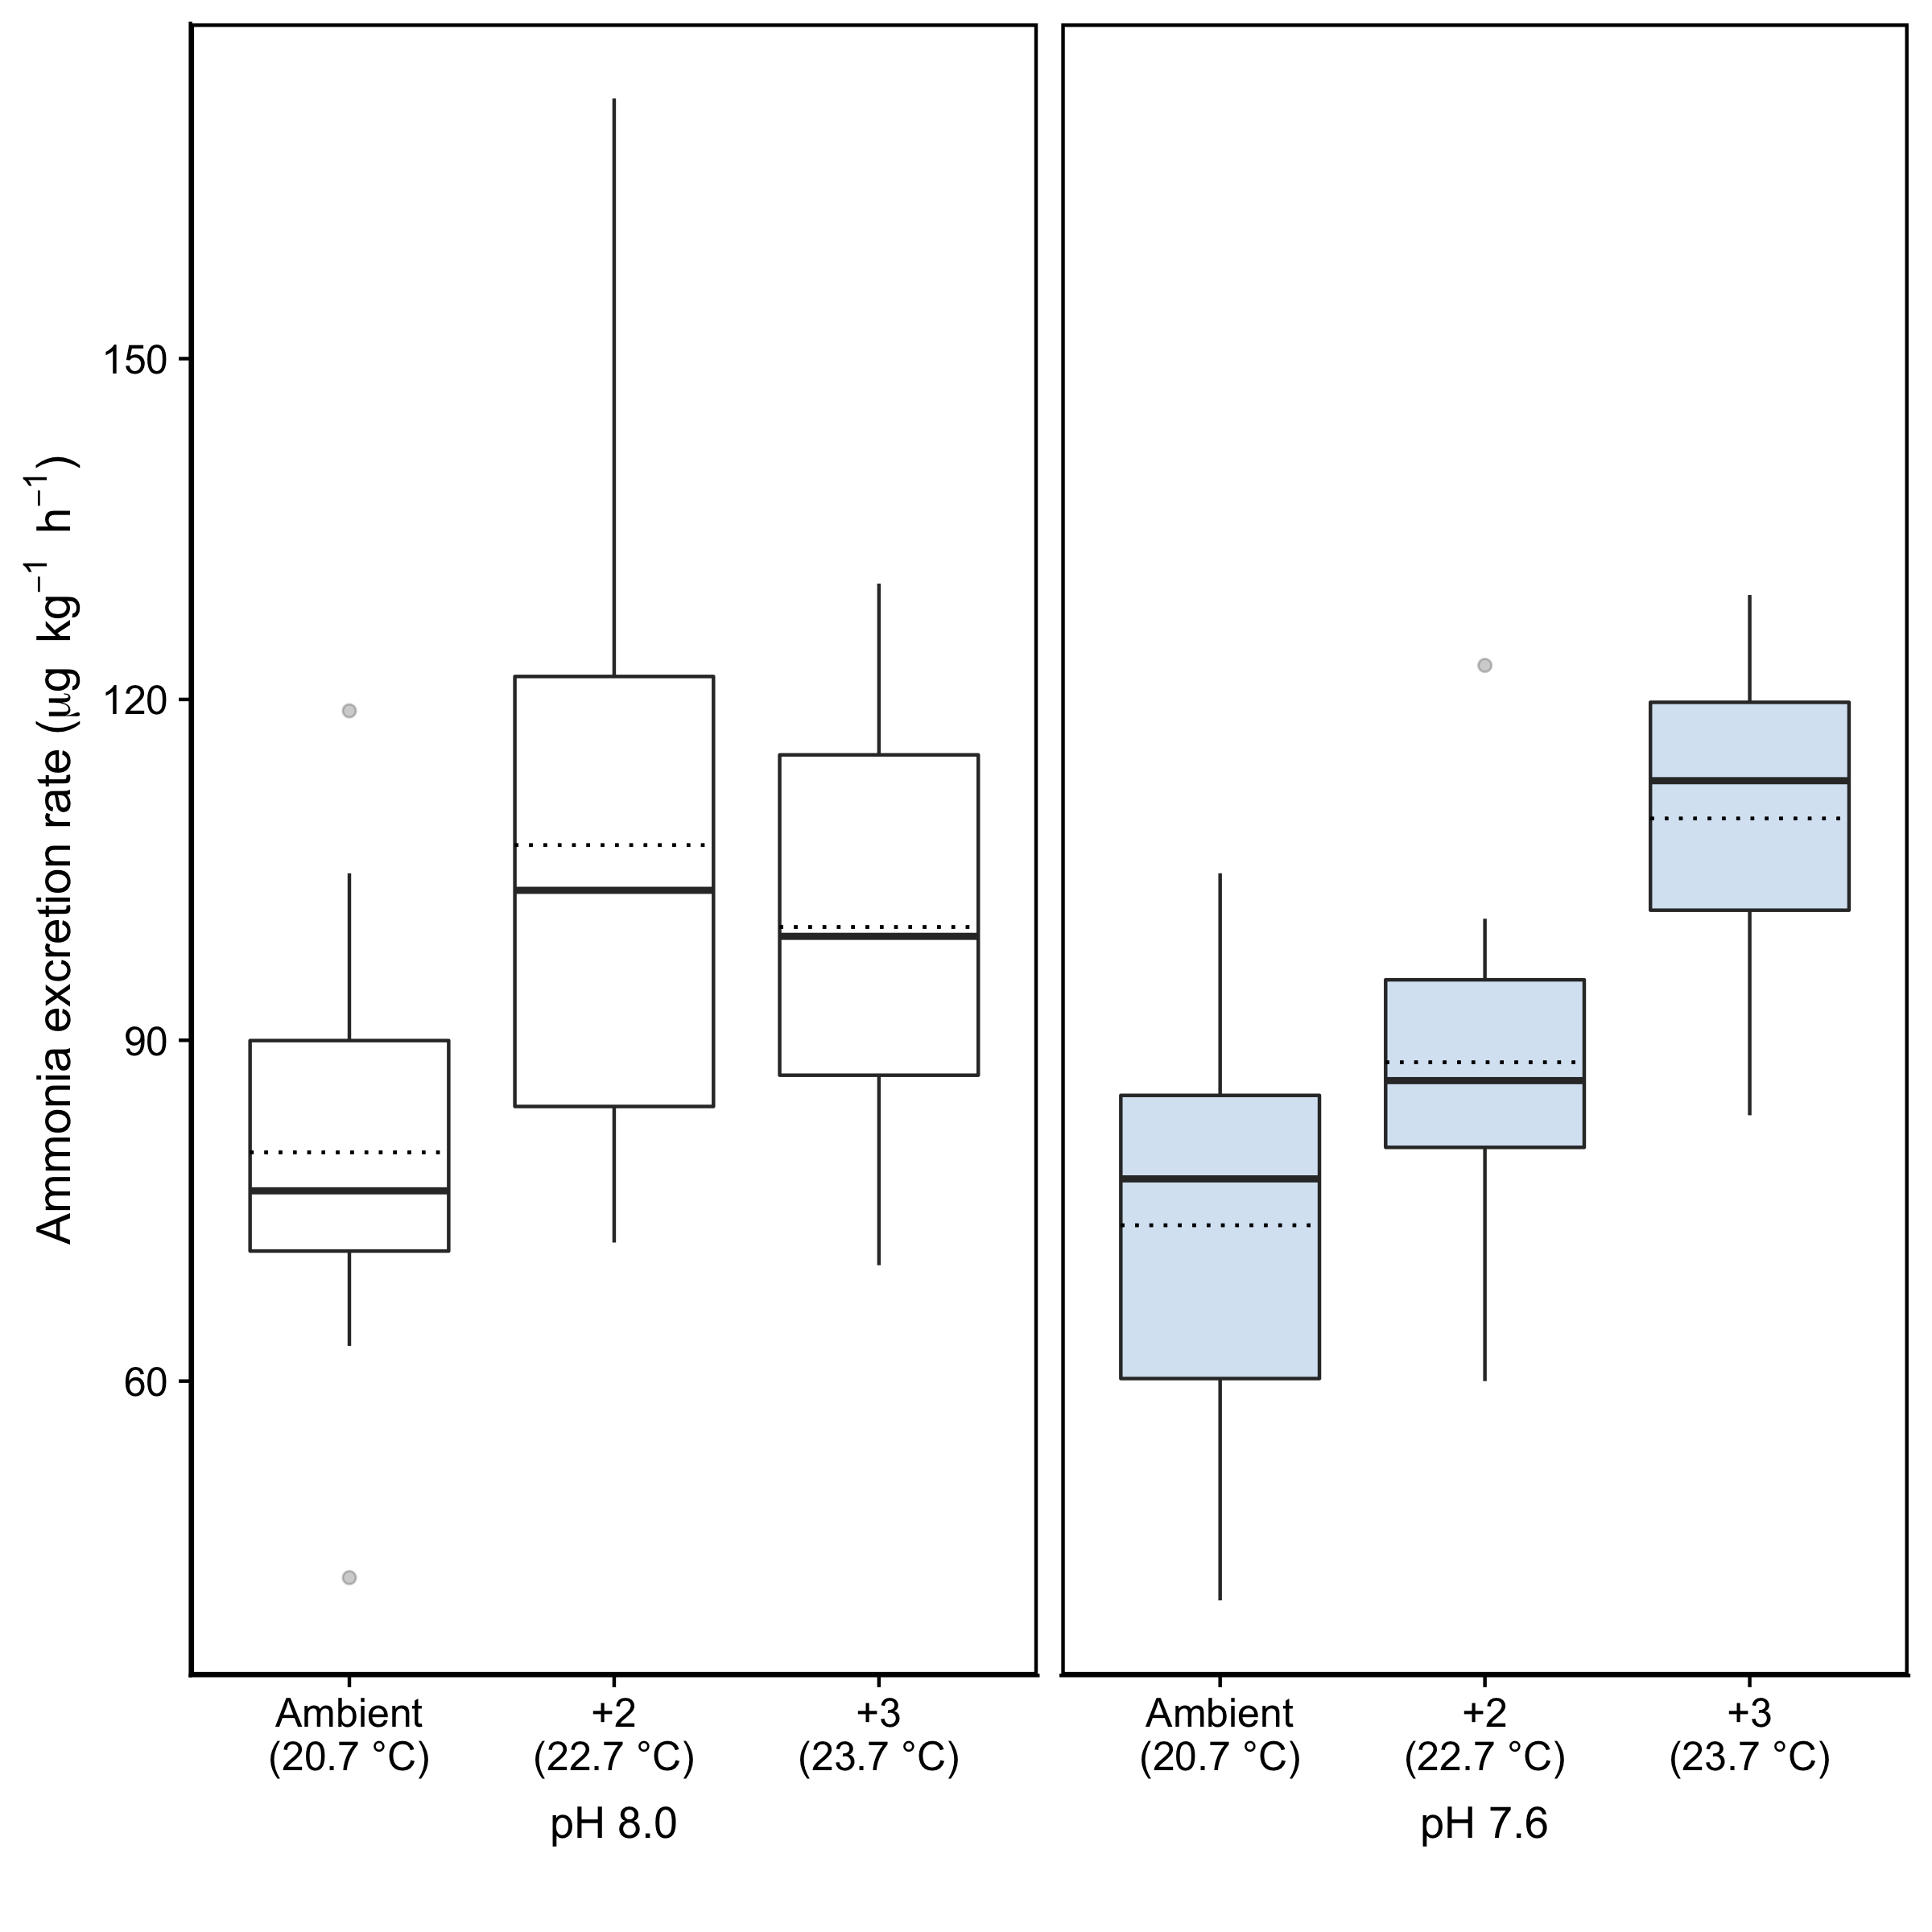 Ammonia excretion rate (µg kg⁻¹ h⁻¹)
150
120
90
60
Ambient +2 +3 Ambient +2 +3
(20.7 °C) (22.7 °C) (23.7 °C) (20.7 °C) (22.7 °C) (23.7 °C)
pH 8.0 pH 7.6